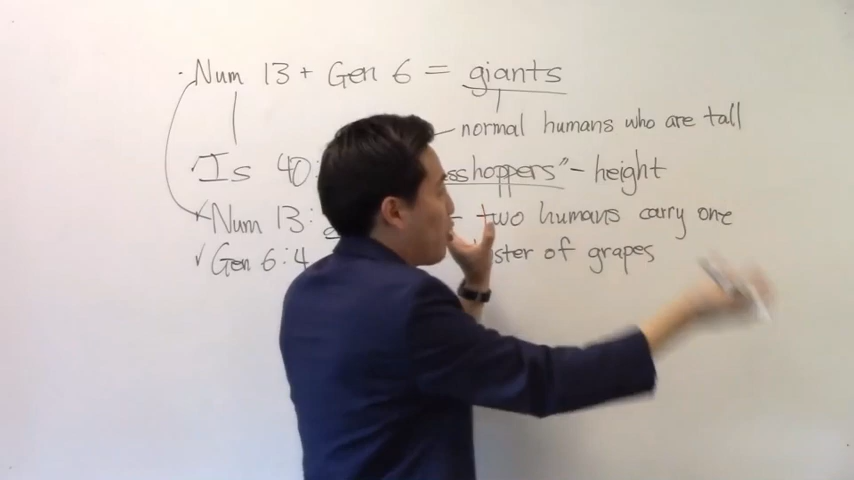 · Num 13 + Gen 6 = giants
normal humans who are tall
Is 40: sshoppers" - height
Num 13: - two humans carry one
Gen 6:4 ster of grapes